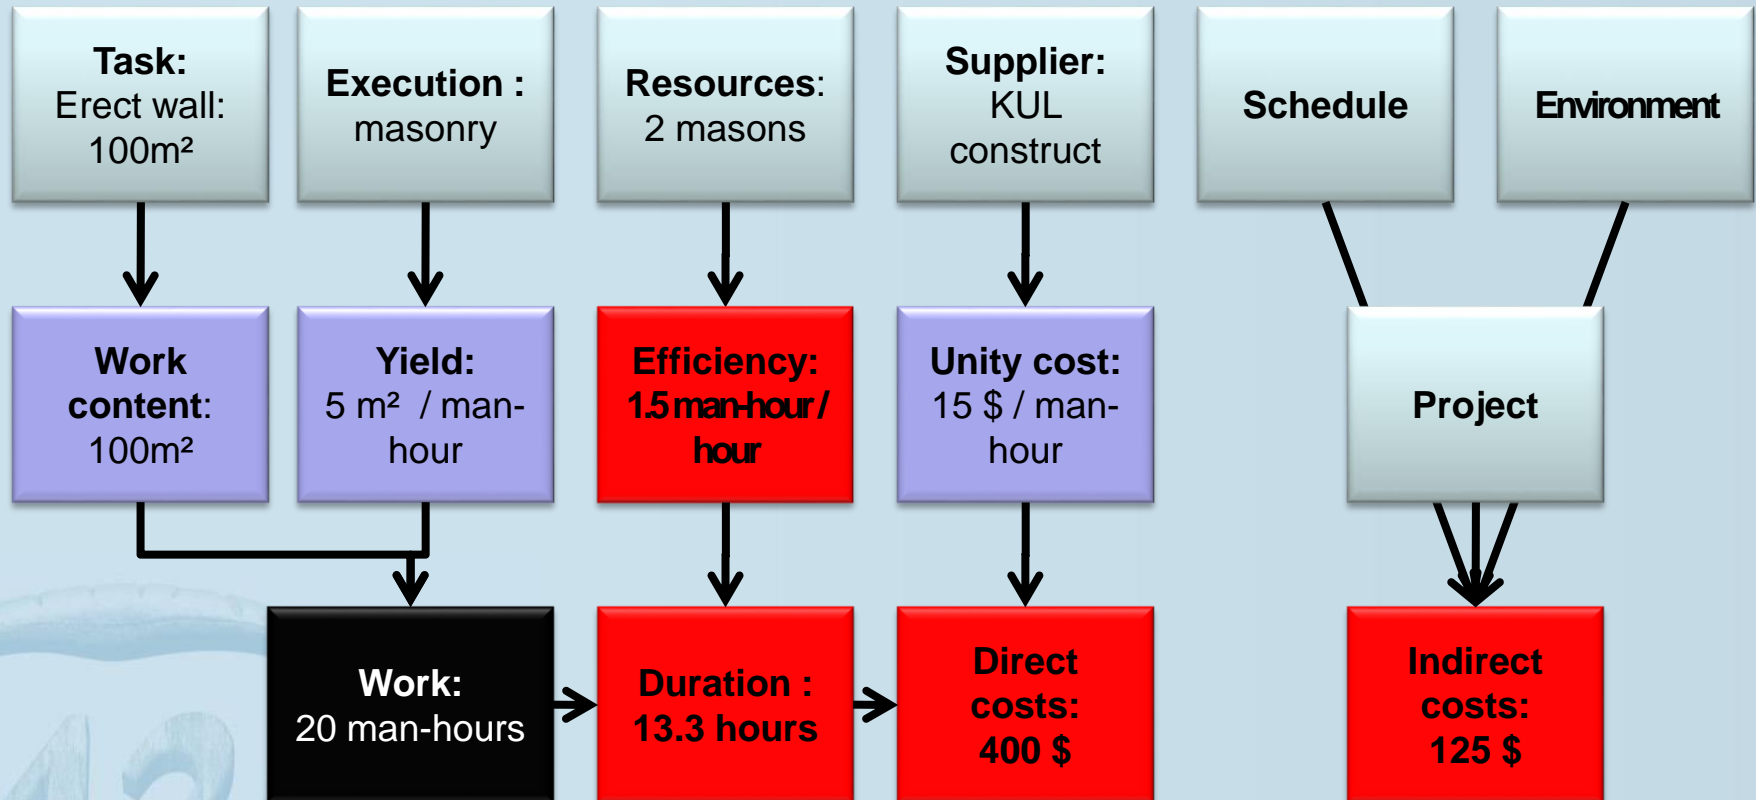 Task:
Erect wall:
100m²
Execution :
masonry
Resources:
2 masons
Supplier:
KUL
construct
Schedule
Environment
Work
content:
100m²
Yield:
5 m² / man-
hour
Efficiency:
1.5 man-hour /
hour
Unity cost:
15 $ / man-
hour
Project
Work:
20 man-hours
Duration :
13.3 hours
Direct
costs:
400 $
Indirect
costs:
125 $